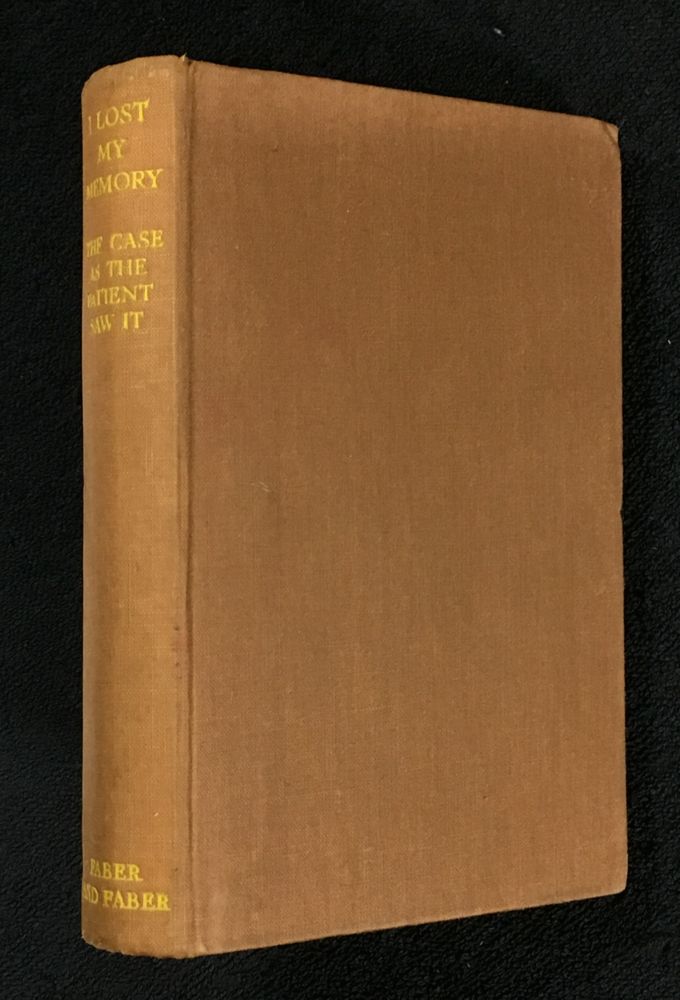 I LOST
MY
MEMORY
THE CASE
AS THE
PATIENT
SAW IT
FABER
AND FABER